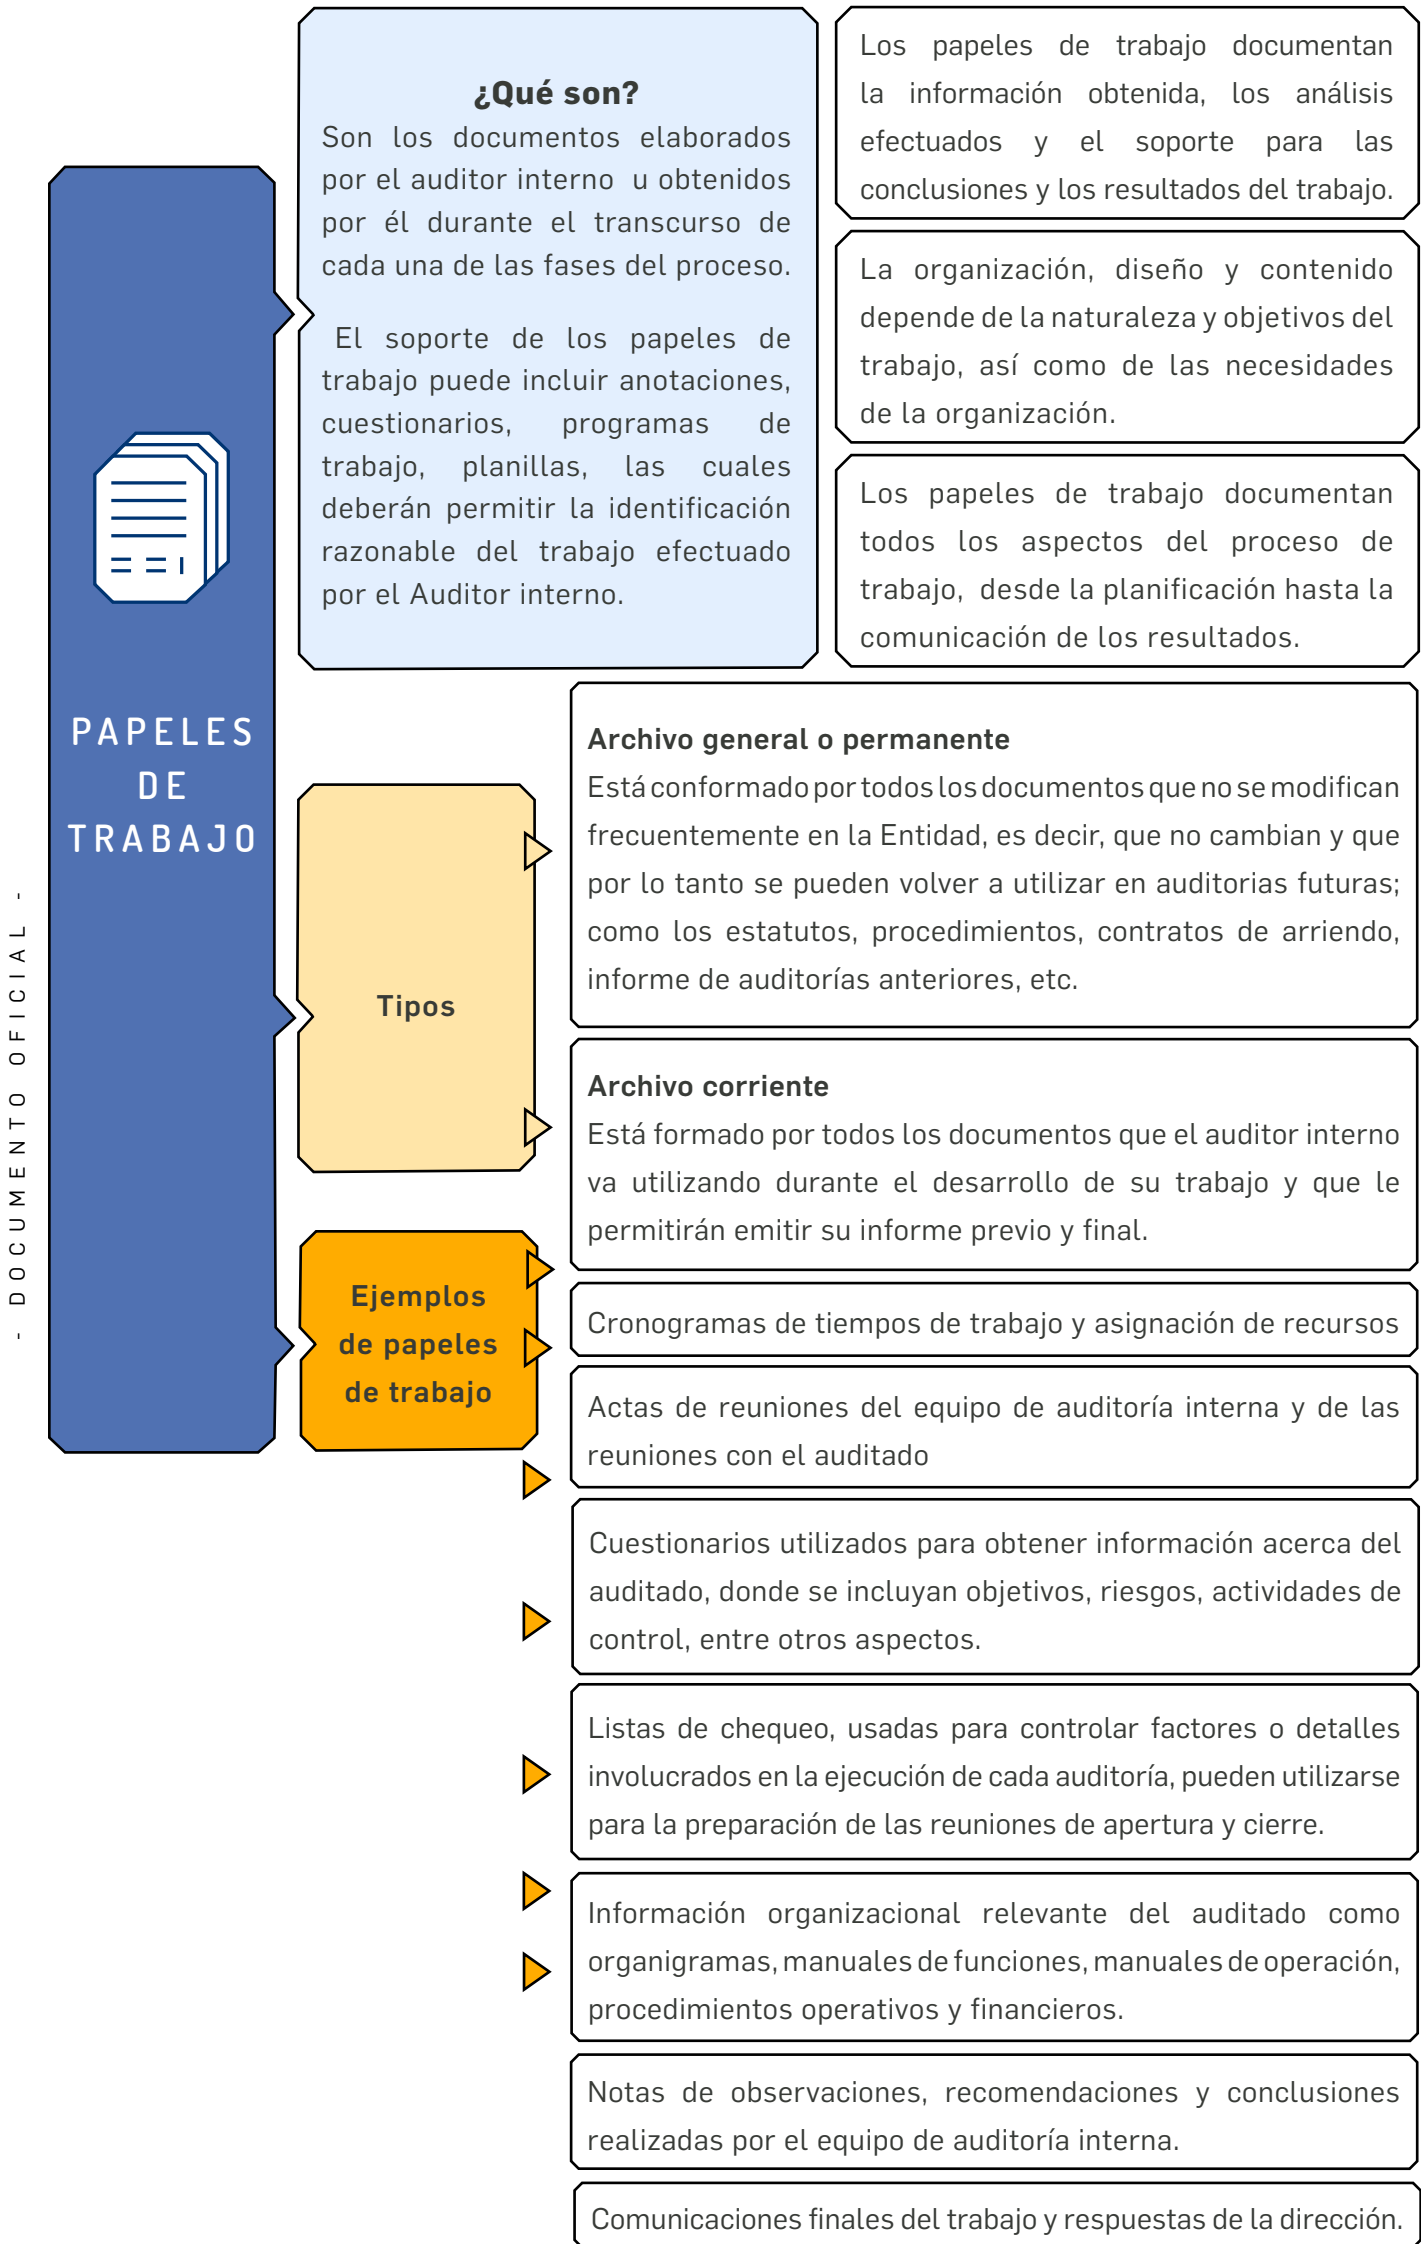 - DOCUMENTO OFICIAL -
PAPELES
DE
TRABAJO
¿Qué son?
Son los documentos elaborados
por el auditor interno u obtenidos
por él durante el transcurso de
cada una de las fases del proceso.
El soporte de los papeles de
trabajo puede incluir anotaciones,
cuestionarios, programas de
trabajo, planillas, las cuales
deberán permitir la identificación
razonable del trabajo efectuado
por el Auditor interno.
Los papeles de trabajo documentan
la información obtenida, los análisis
efectuados y el soporte para las
conclusiones y los resultados del trabajo.
La organización, diseño y contenido
depende de la naturaleza y objetivos del
trabajo, así como de las necesidades
de la organización.
Los papeles de trabajo documentan
todos los aspectos del proceso de
trabajo, desde la planificación hasta la
comunicación de los resultados.
Tipos
Archivo general o permanente
Está conformado por todos los documentos que no se modifican
frecuentemente en la Entidad, es decir, que no cambian y que
por lo tanto se pueden volver a utilizar en auditorias futuras;
como los estatutos, procedimientos, contratos de arriendo,
informe de auditorías anteriores, etc.
Archivo corriente
Está formado por todos los documentos que el auditor interno
va utilizando durante el desarrollo de su trabajo y que le
permitirán emitir su informe previo y final.
Ejemplos
de papeles
de trabajo
Cronogramas de tiempos de trabajo y asignación de recursos
Actas de reuniones del equipo de auditoría interna y de las
reuniones con el auditado
Cuestionarios utilizados para obtener información acerca del
auditado, donde se incluyan objetivos, riesgos, actividades de
control, entre otros aspectos.
Listas de chequeo, usadas para controlar factores o detalles
involucrados en la ejecución de cada auditoría, pueden utilizarse
para la preparación de las reuniones de apertura y cierre.
Información organizacional relevante del auditado como
organigramas, manuales de funciones, manuales de operación,
procedimientos operativos y financieros.
Notas de observaciones, recomendaciones y conclusiones
realizadas por el equipo de auditoría interna.
Comunicaciones finales del trabajo y respuestas de la dirección.